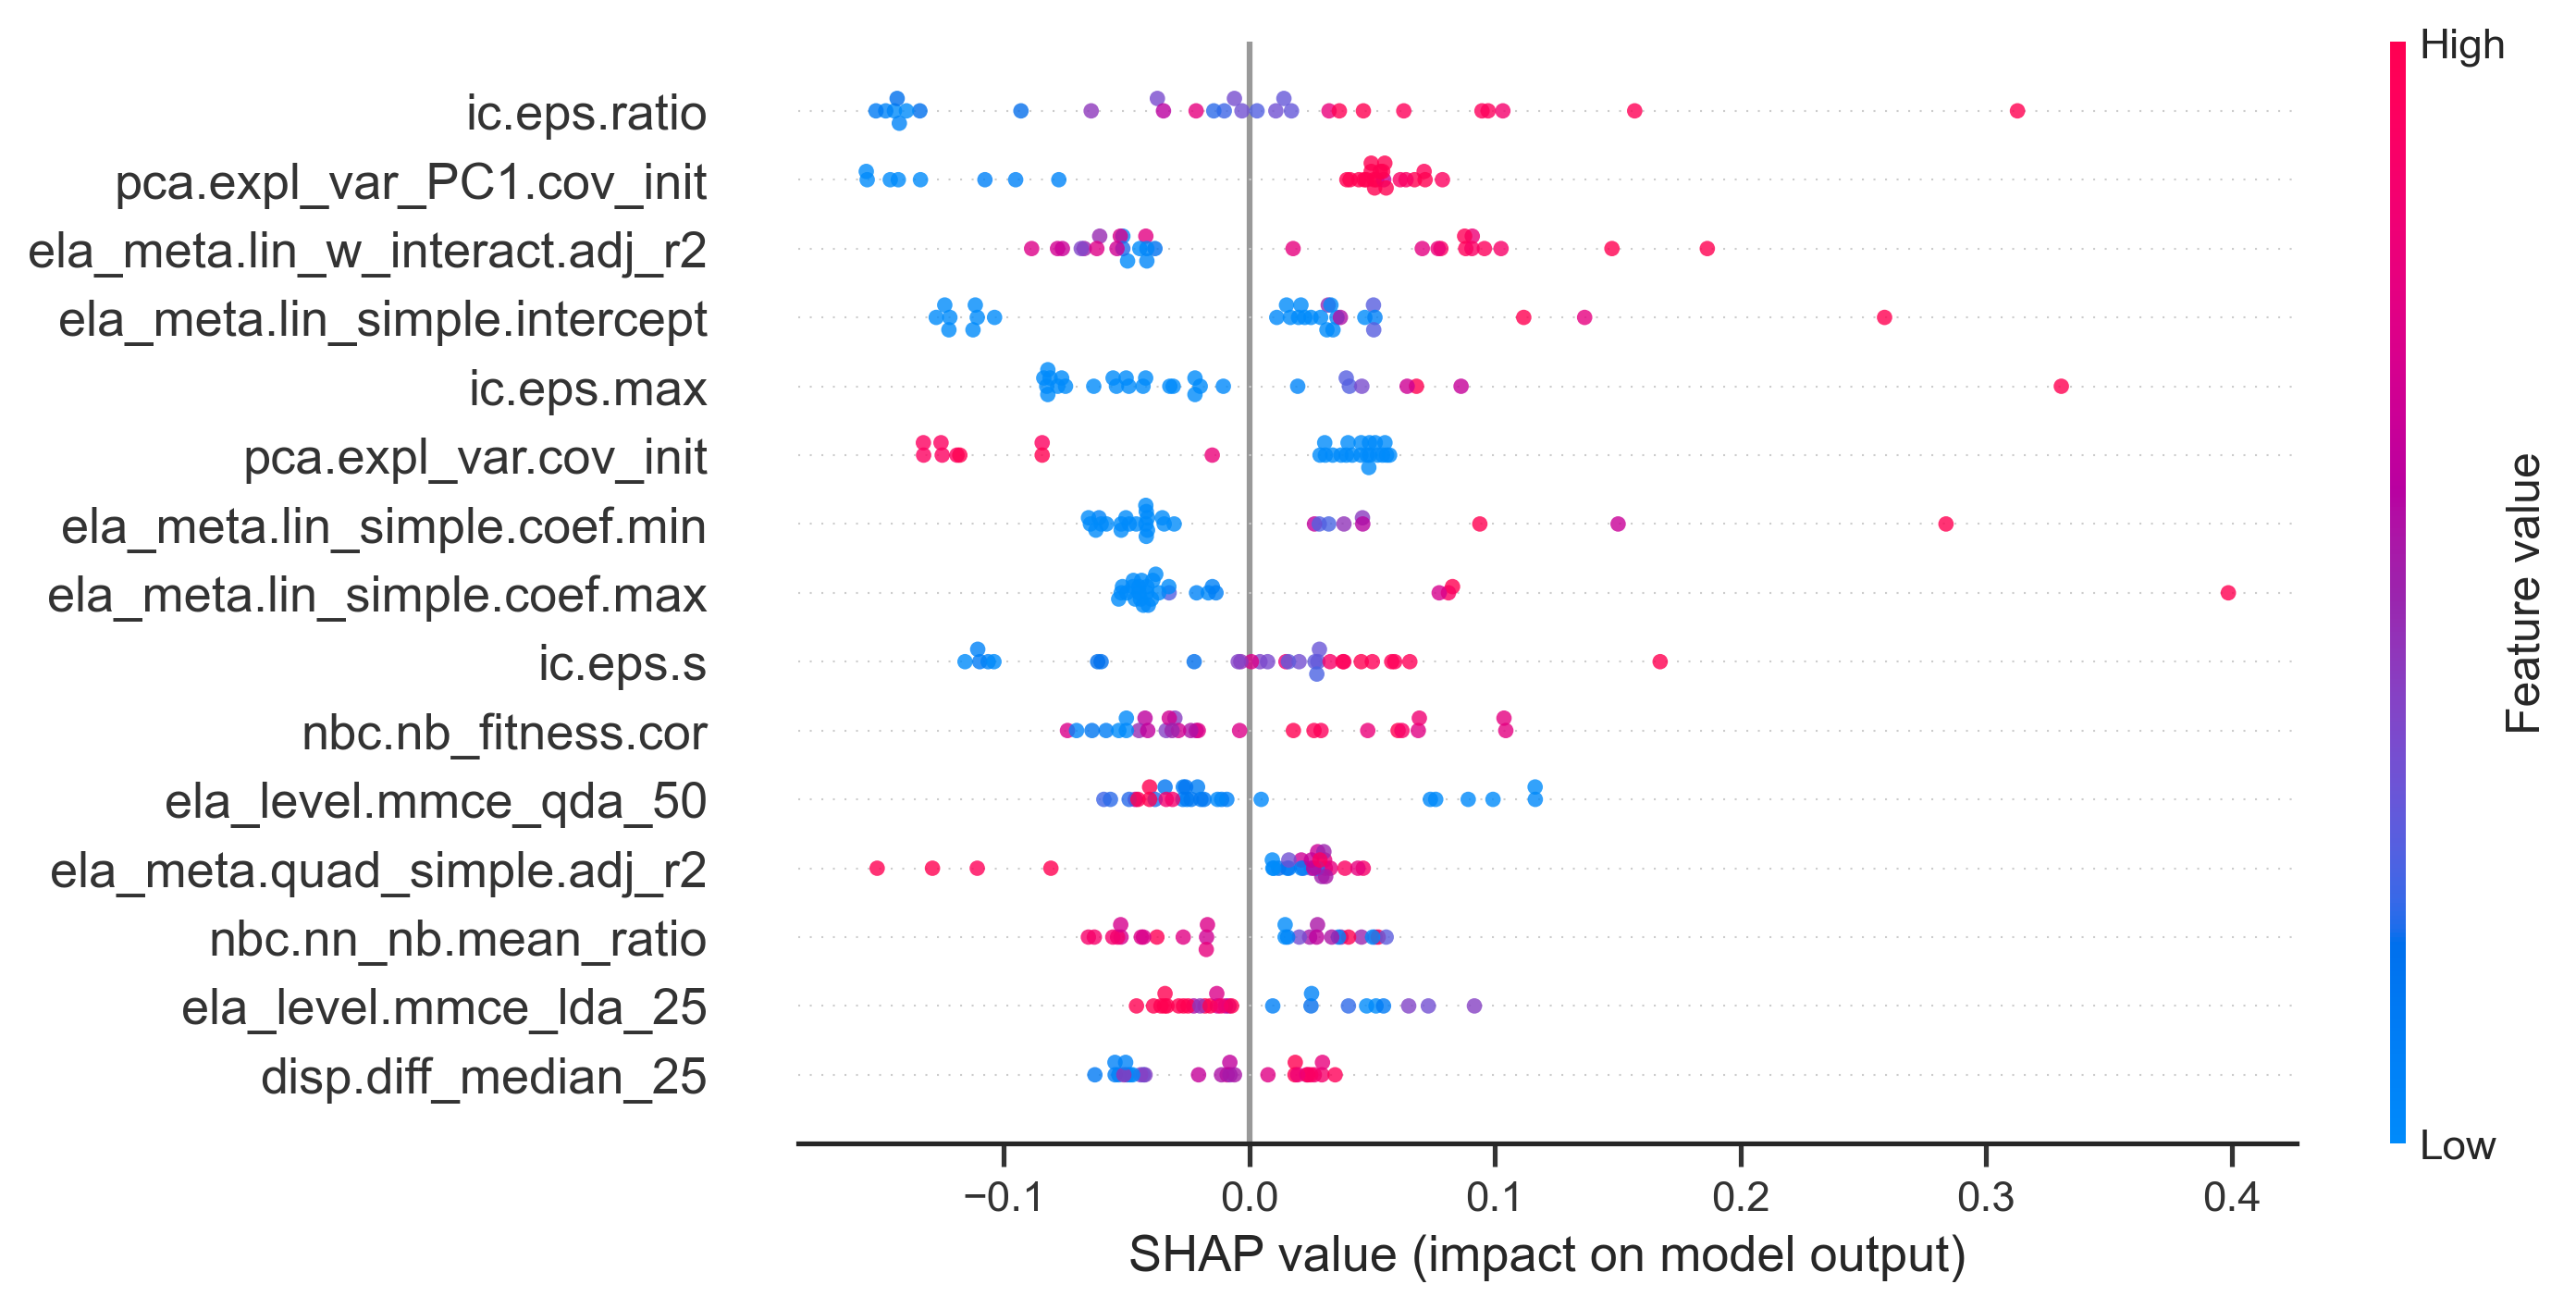 High
ic.eps.ratio
pca.expl_var_PC1.cov_init
ela_meta.lin_w_interact.adj_r2
ela_meta.lin_simple.intercept
ic.eps.max
pca.expl_var.cov_init
ela_meta.lin_simple.coef.min
ela_meta.lin_simple.coef.max
ic.eps.s
nbc.nb_fitness.cor
ela_level.mmce_qda_50
ela_meta.quad_simple.adj_r2
nbc.nn_nb.mean_ratio
ela_level.mmce_lda_25
disp.diff_median_25
Feature value
Low
−0.1 0.0 0.1 0.2 0.3 0.4
SHAP value (impact on model output)